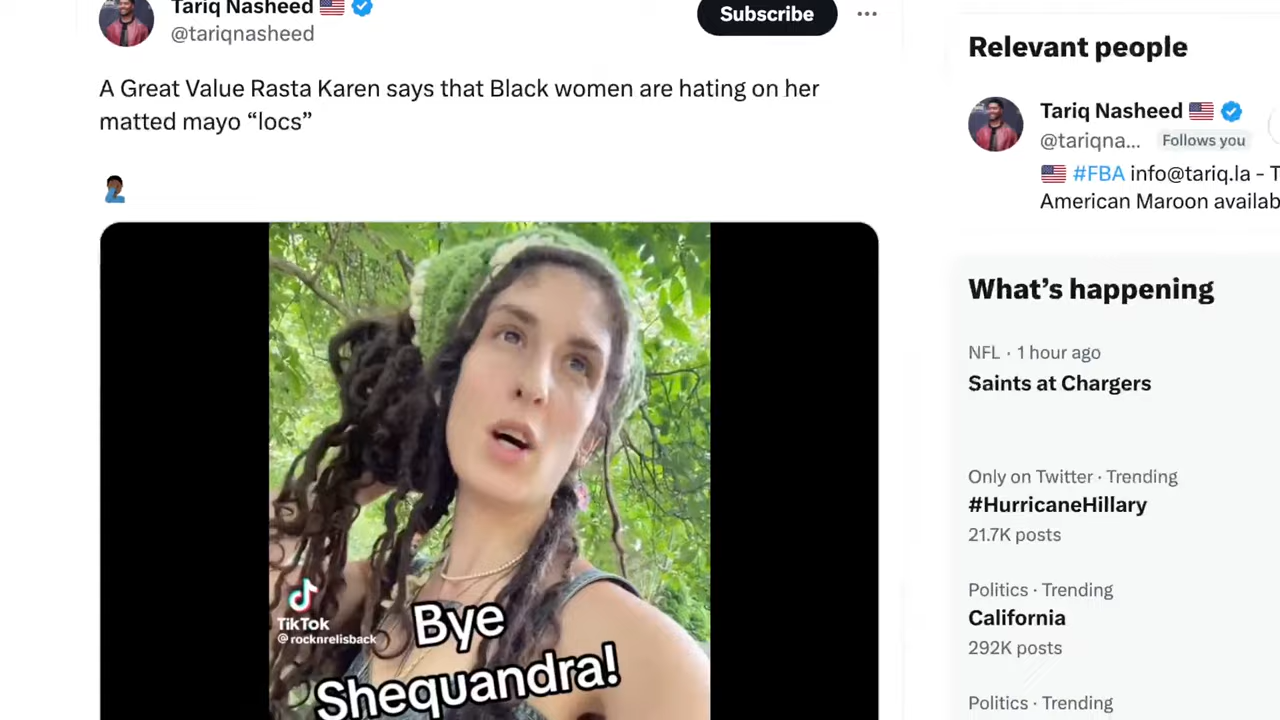 Tariq Nasheed 🇺🇸
@tariqnasheed
Subscribe
A Great Value Rasta Karen says that Black women are hating on her
matted mayo “locs”
TikTok
@rocknrelisback
Bye
Shequandra!
Relevant people
Tariq Nasheed 🇺🇸
@tariqna... Follows you
🇺🇸 #FBA info@tariq.la - T
American Maroon availab
What’s happening
NFL · 1 hour ago
Saints at Chargers
Only on Twitter · Trending
#HurricaneHillary
21.7K posts
Politics · Trending
California
292K posts
Politics · Trending